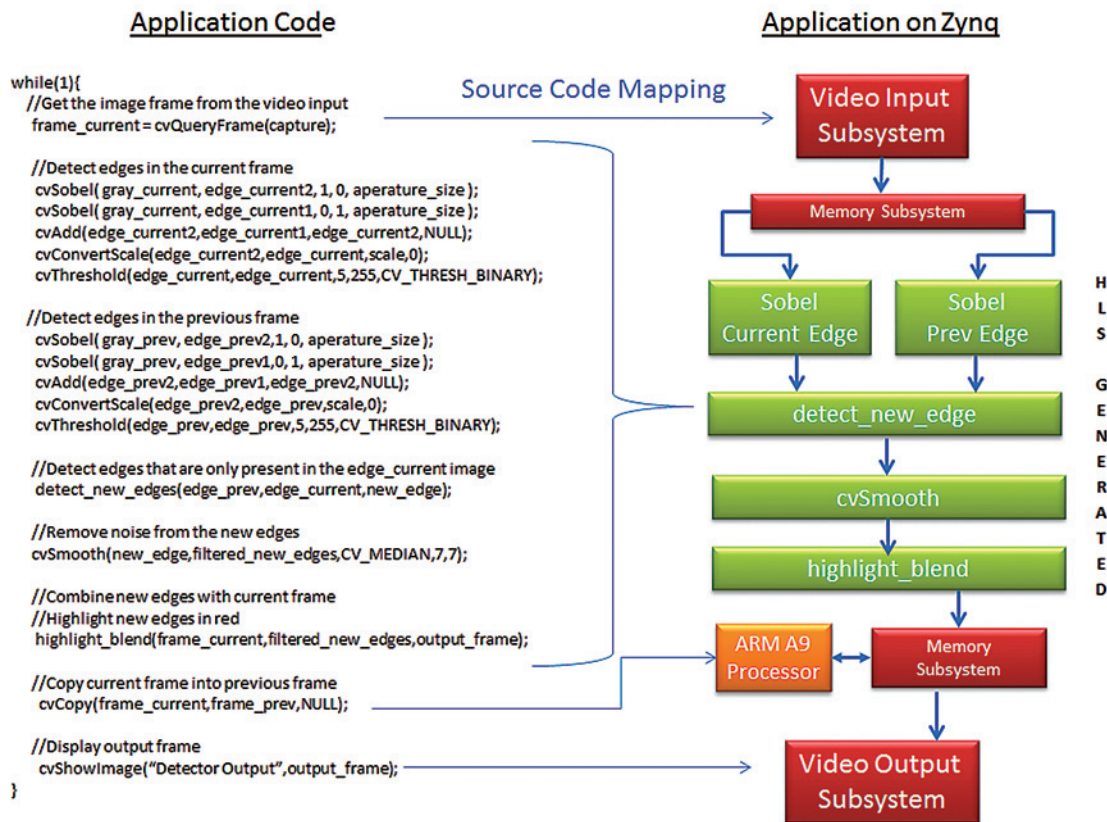 Application Code
while(1){
//Get the image frame from the video input
frame_current = cvQueryFrame(capture);
//Detect edges in the current frame
cvSobel( gray_current, edge_current2, 1, 0, aperature_size );
cvSobel( gray_current, edge_current1, 0, 1, aperature_size );
cvAdd(edge_current2,edge_current1,edge_current2,NULL);
cvConvertScale(edge_current2,edge_current,scale,0);
cvThreshold(edge_current,edge_current,5,255,CV_THRESH_BINARY);
//Detect edges in the previous frame
cvSobel( gray_prev, edge_prev2,1, 0, aperature_size );
cvSobel( gray_prev, edge_prev1,0, 1, aperature_size );
cvAdd(edge_prev2,edge_prev1,edge_prev2,NULL);
cvConvertScale(edge_prev2,edge_prev,scale,0);
cvThreshold(edge_prev,edge_prev,5,255,CV_THRESH_BINARY);
//Detect edges that are only present in the edge_current image
detect_new_edges(edge_prev,edge_current,new_edge);
//Remove noise from the new edges
cvSmooth(new_edge,filtered_new_edges,CV_MEDIAN,7,7);
//Combine new edges with current frame
//Highlight new edges in red
highlight_blend(frame_current,filtered_new_edges,output_frame);
//Copy current frame into previous frame
cvCopy(frame_current,frame_prev,NULL);
//Display output frame
cvShowImage(“Detector Output”,output_frame);
}
Source Code Mapping
Application on Zynq
Video Input
Subsystem
Memory Subsystem
Sobel
Current Edge
Sobel
Prev Edge
detect_new_edge
cvSmooth
highlight_blend
ARM A9
Processor
Memory
Subsystem
Video Output
Subsystem
HLS GENERATED